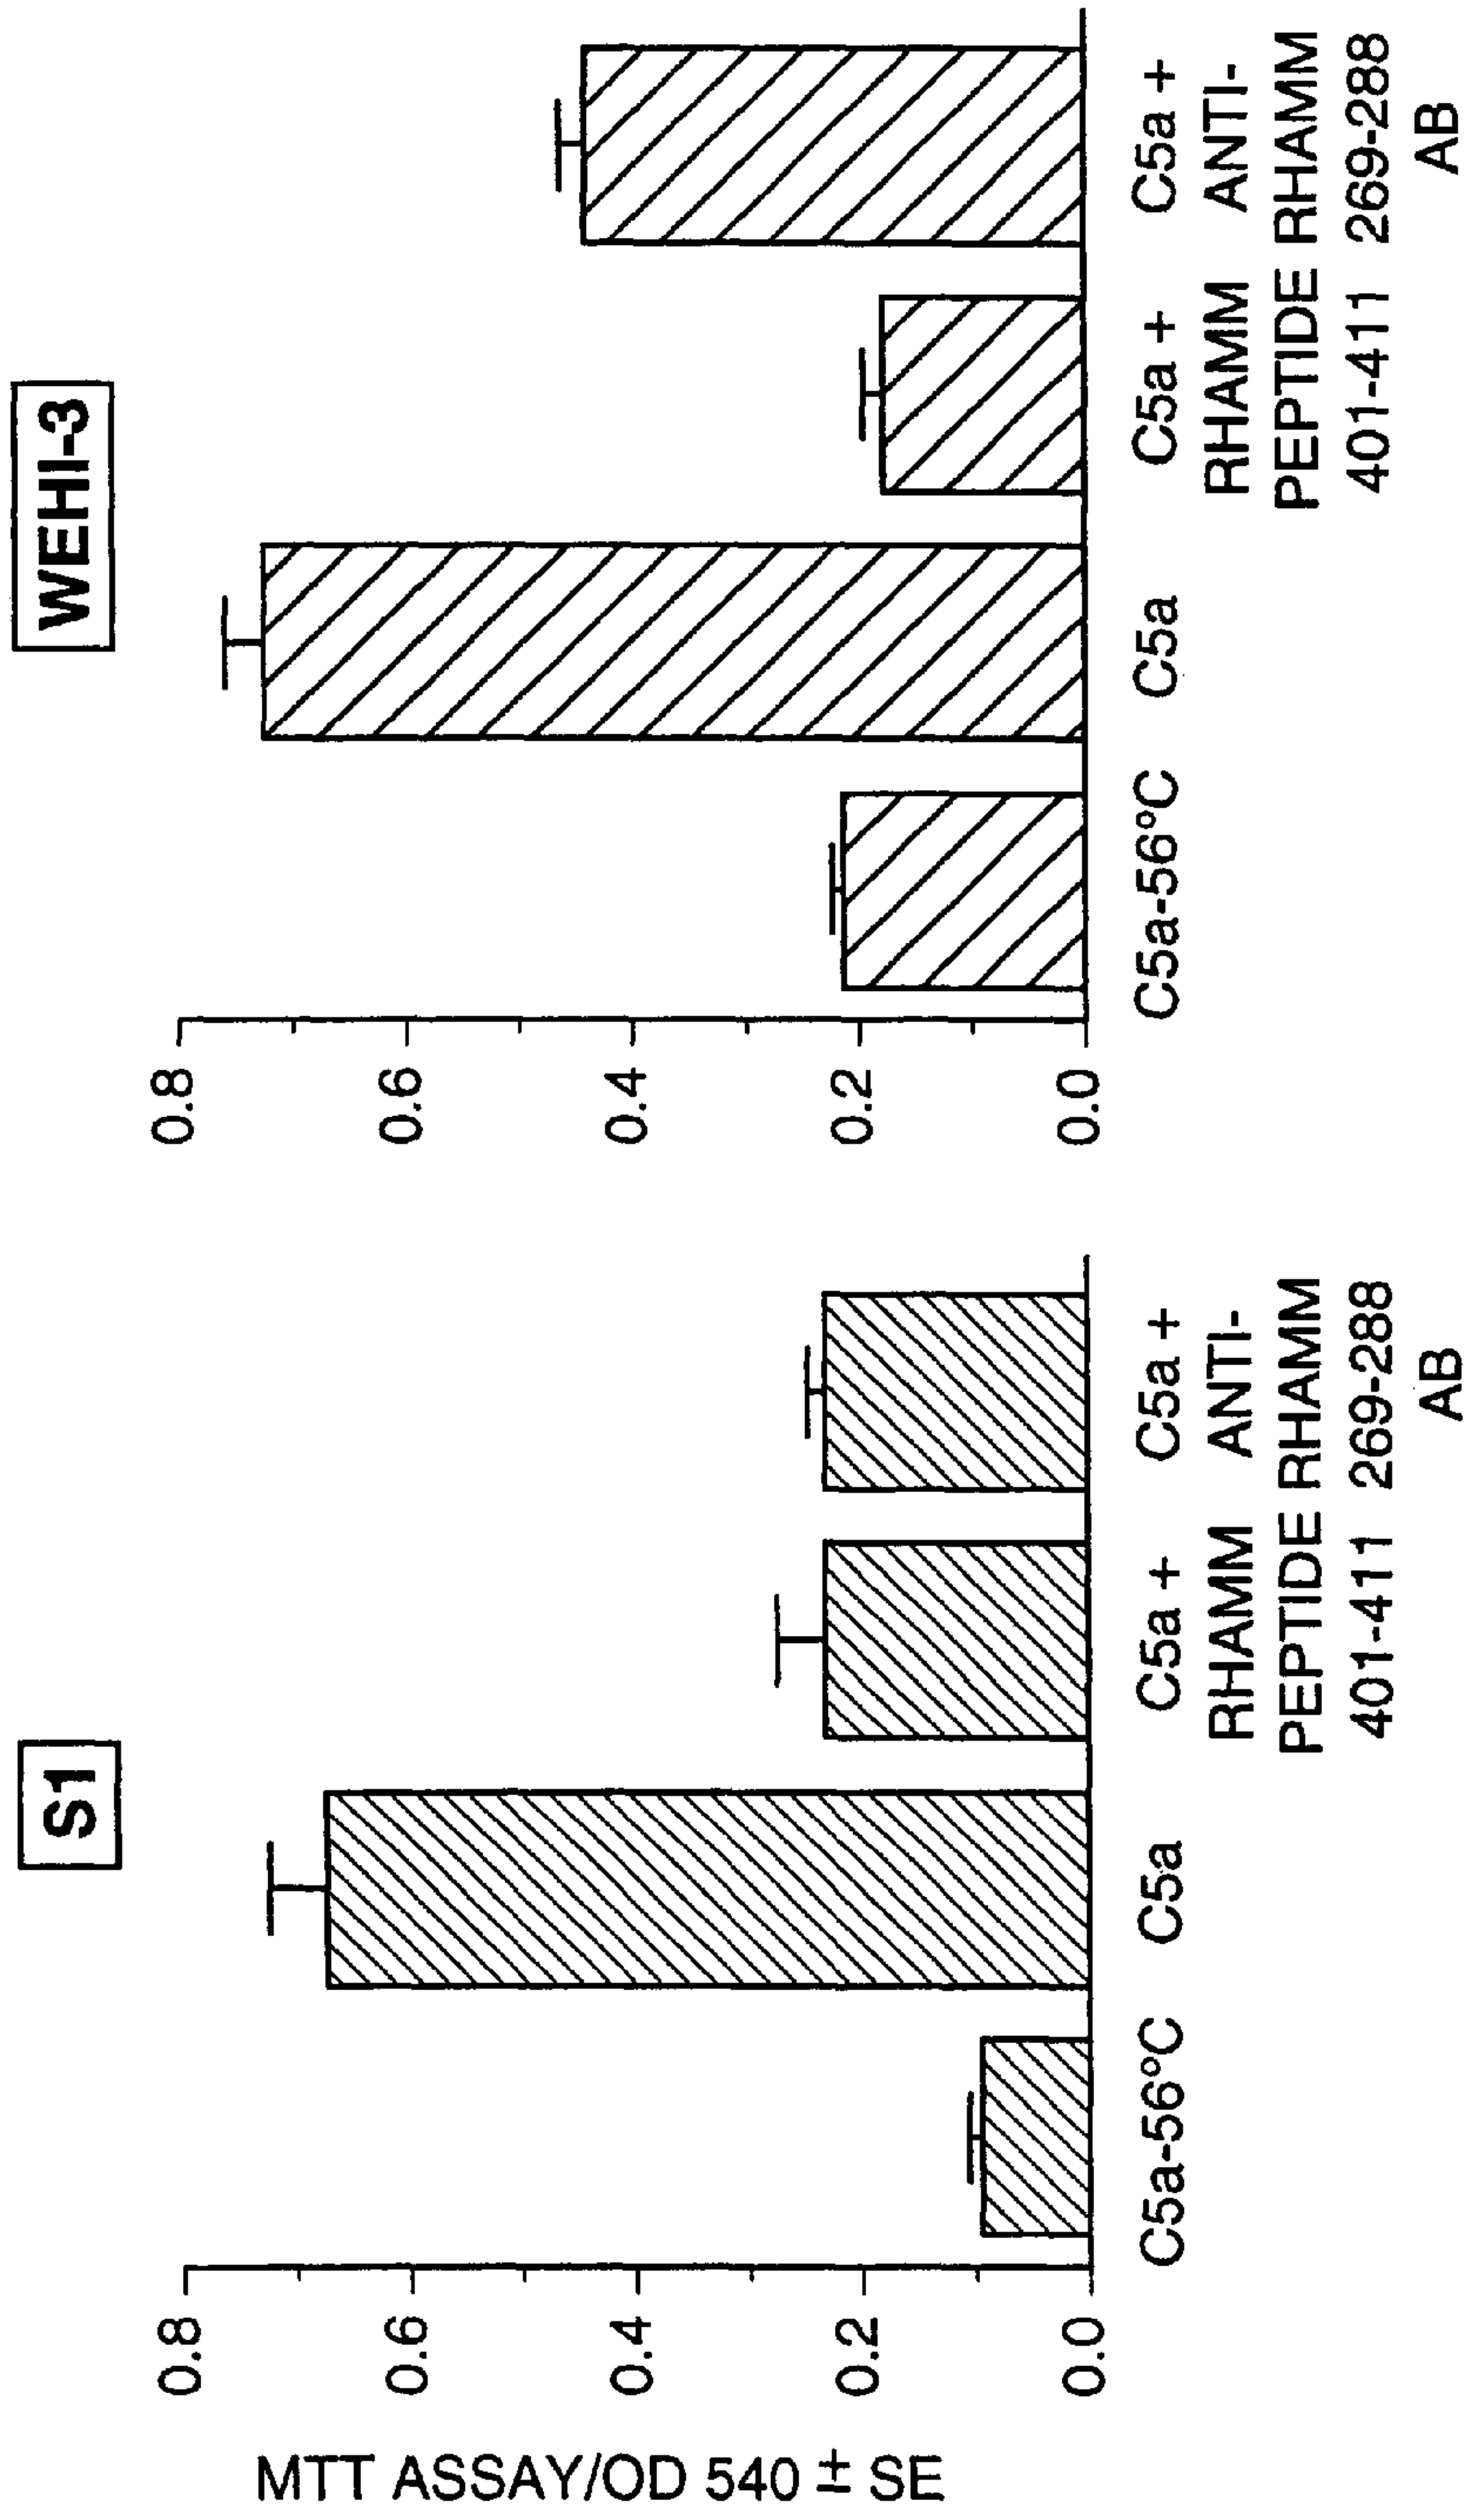 S1
MTT ASSAY/OD 540 ± SE
0.8
0.6
0.4
0.2
0.0
C5a-56°C
C5a
C5a +
RHAMM
PEPTIDE
401-411
C5a +
ANTI-
RHAMM
269-288
AB
WEHI-3
0.8
0.6
0.4
0.2
0.0
C5a-56°C
C5a
C5a +
RHAMM
PEPTIDE
401-411
C5a +
ANTI-
RHAMM
269-288
AB